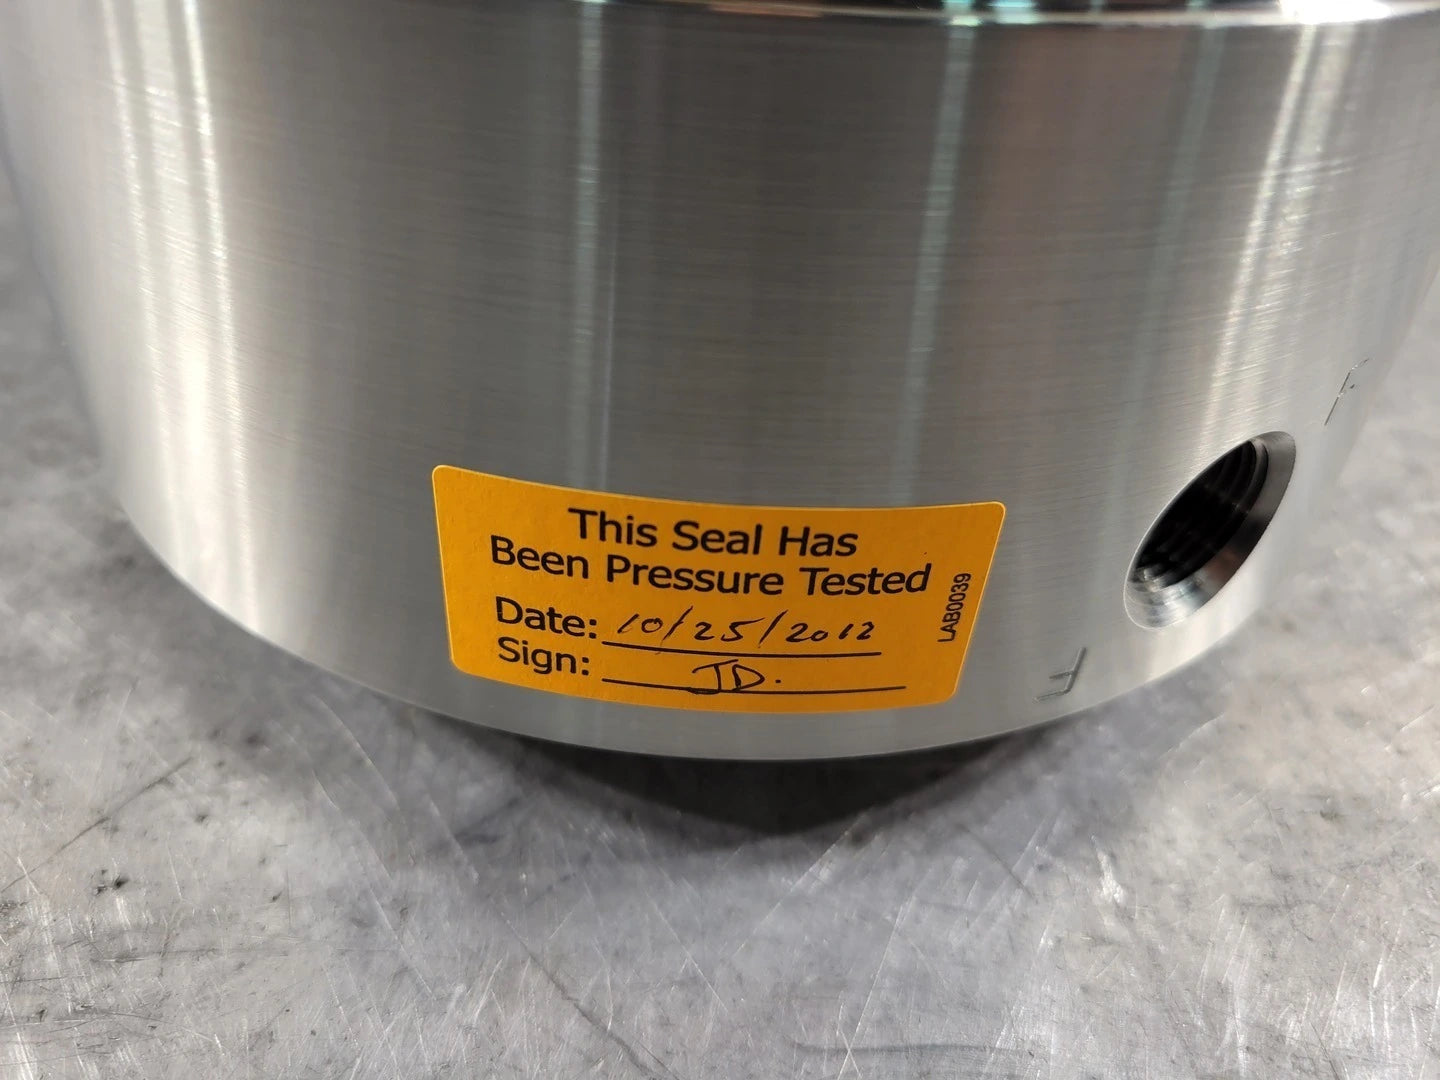 This Seal Has
Been Pressure Tested
Date: 10/25/2012
Sign: JD.
LAB0039